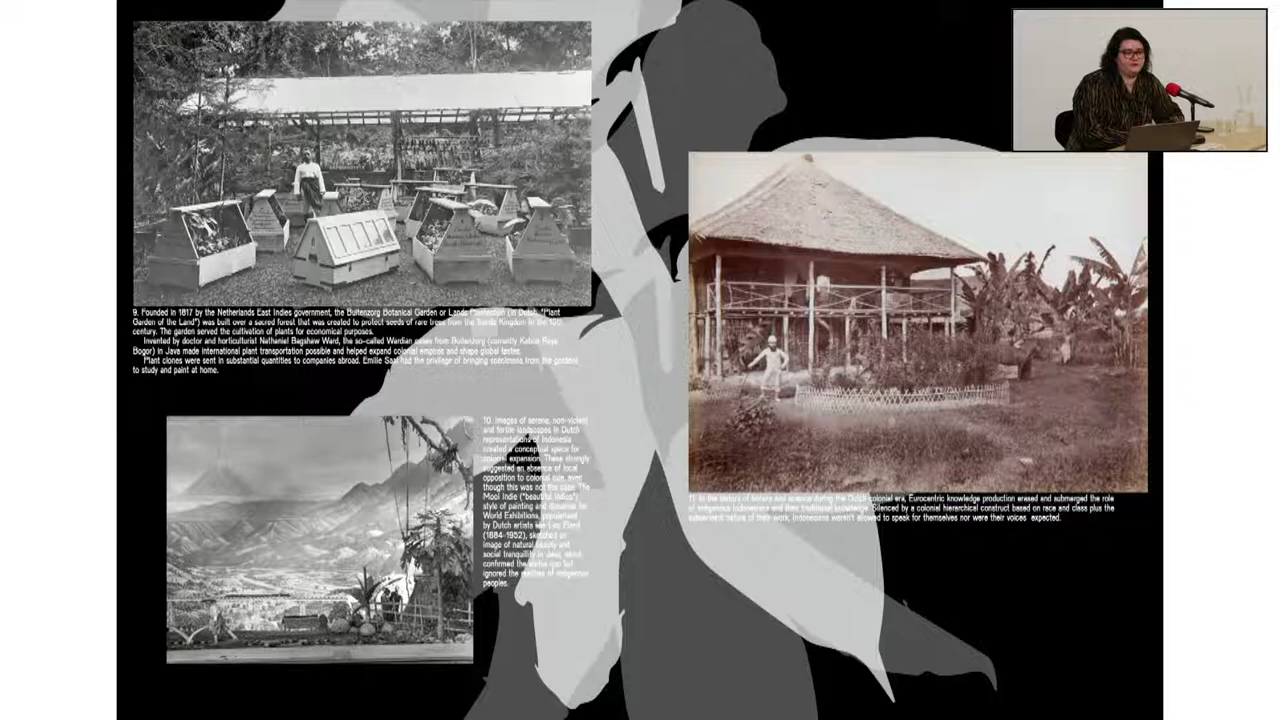 9. Founded in 1817 by the Netherlands East Indies government, the Buitenzorg Botanical Garden or Lands Plantentuin (in Dutch, "Plant
Garden of the Land") was built over a sacred forest that was created to protect seeds of rare trees from the Sunda Kingdom in the 15th
century. The garden served the cultivation of plants for economical purposes.
Invented by doctor and horticulturist Nathaniel Bagshaw Ward, the so-called Wardian cases from Buitenzorg (currently Kebun Raya
Bogor) in Java made international plant transportation possible and helped expand colonial empires and shape global tastes.
Plant clones were sent in substantial quantities to companies abroad. Emilie Saal had the privilege of bringing specimens from the gardens
to study and paint at home.
10. Images of serene, non-violent
and fertile landscapes in Dutch
representations of Indonesia
created a conceptual space for
colonial expansion. These strongly
suggested an absence of local
opposition to colonial rule, even
though this was not the case. The
Mooi Indie ("beautiful Indies")
style of painting and dioramas for
World Exhibitions, popularised
by Dutch artists like Leo Eland
(1884-1952), sketched an
image of natural beauty and
social tranquility in Java, which
confirmed the status quo but
ignored the realities of indigenous
peoples.
11. In the history of botany and science during the Dutch colonial era, Eurocentric knowledge production erased and submerged the role
of indigenous Indonesians and their traditional knowledge. Silenced by a colonial hierarchical construct based on race and class plus the
subservient nature of their work, Indonesians weren't allowed to speak for themselves nor were their voices expected.